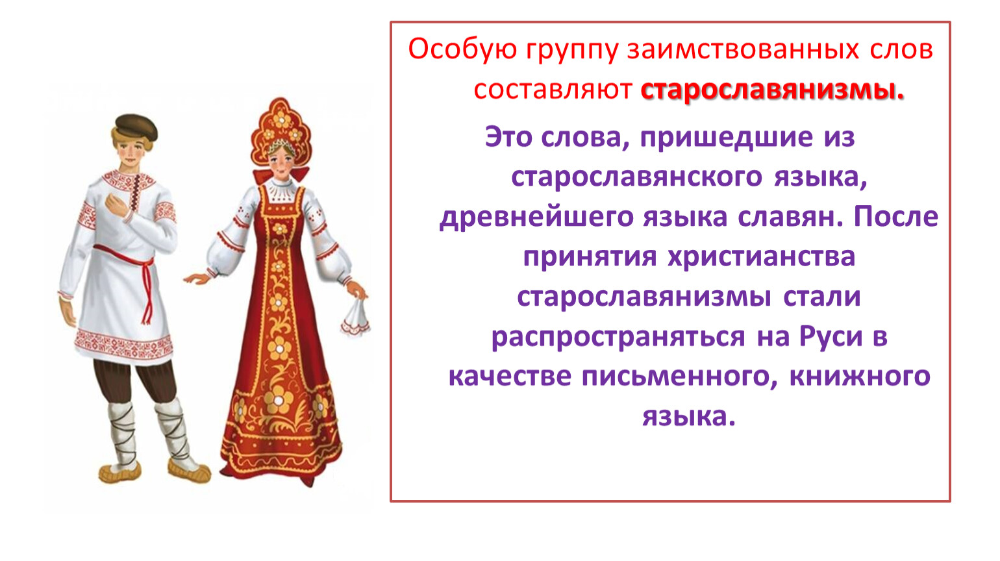 Особую группу заимствованных слов
составляют старославянизмы.
Это слова, пришедшие из
старославянского языка,
древнейшего языка славян. После
принятия христианства
старославянизмы стали
распространяться на Руси в
качестве письменного, книжного
языка.